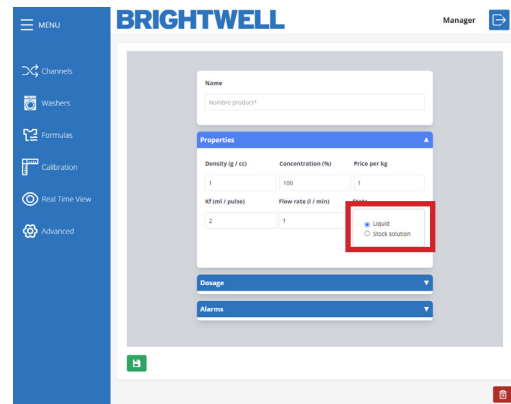 MENU
BRIGHTWELL
Manager
Channels
Washers
Formulas
Calibration
Real Time View
Advanced
Name
Nombre product*
Properties
Density (g / cc) Concentration (%) Price per kg
1 100 1
Kf (ml / pulse) Flow rate (l / min) State
2 1
Liquid
Stock solution
Dosage
Alarms